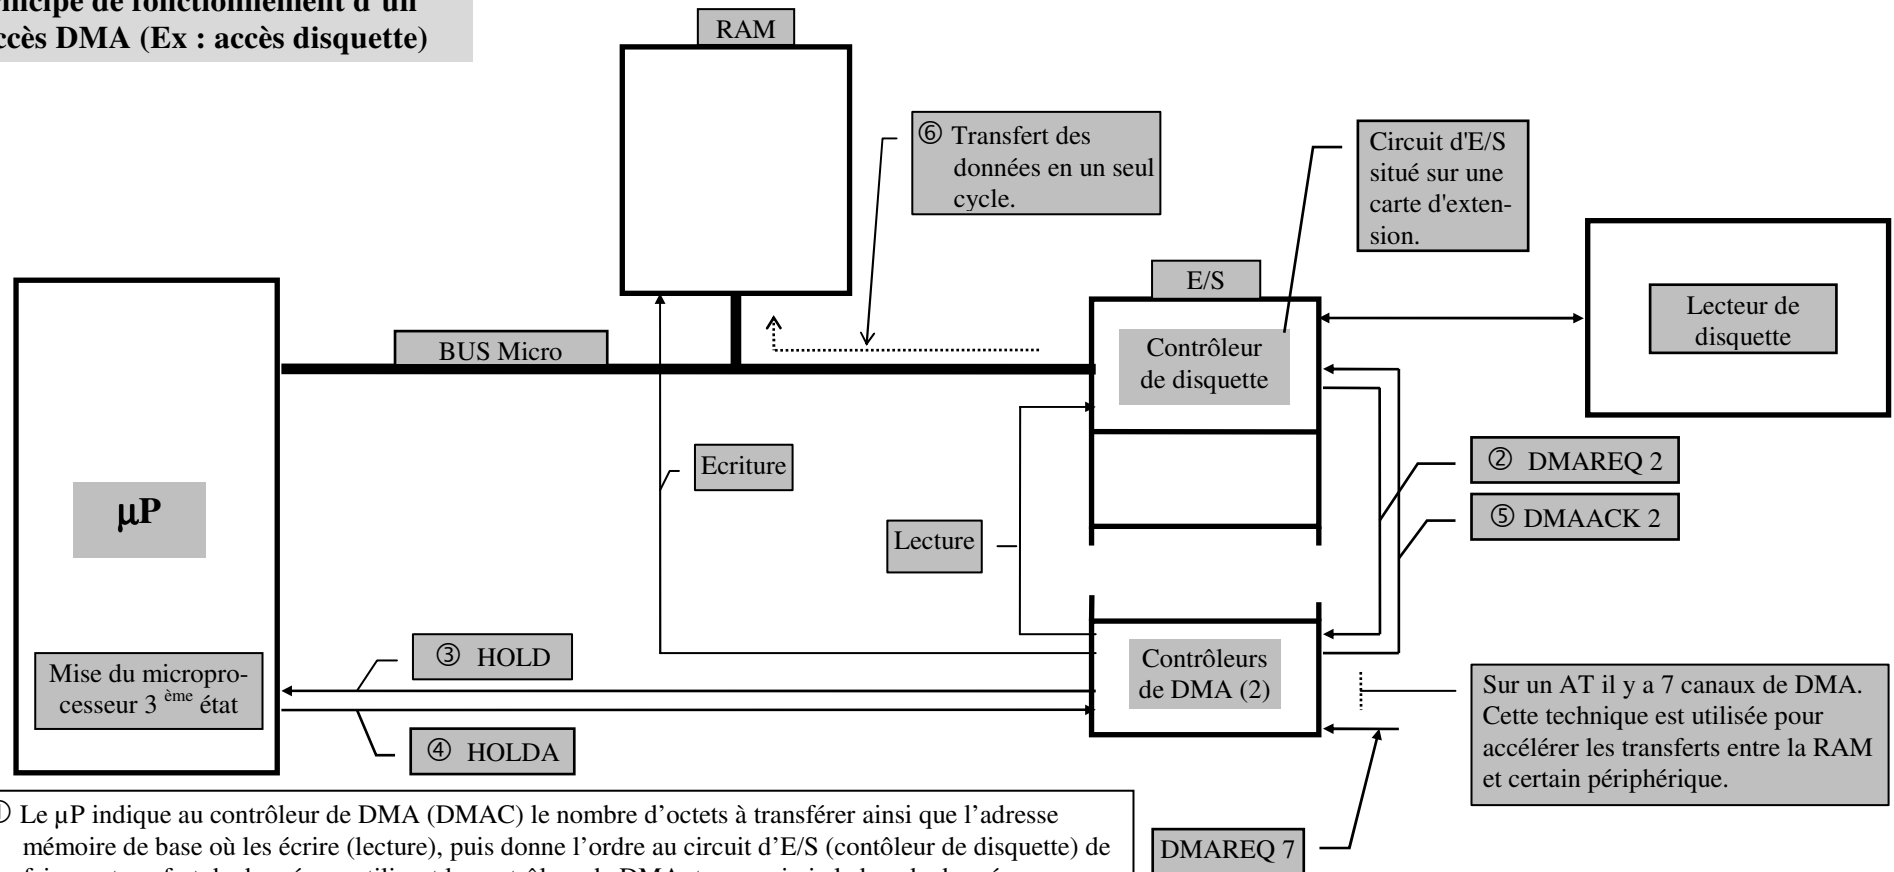 fonctionnement d'un
DMA (Ex : accès disquette)
RAM
⑥ Transfert des
données en un seul
cycle.
Circuit d'E/S
situé sur une
carte d'exten-
sion.
E/S
Lecteur de
disquette
BUS Micro
Contrôleur
de disquette
Ecriture
② DMAREQ 2
µP
⑤ DMAACK 2
Lecture
③ HOLD
Mise du micropro-
cesseur 3 ème état
Contrôleurs
de DMA (2)
Sur un AT il y a 7 canaux de DMA.
Cette technique est utilisée pour
accélérer les transferts entre la RAM
et certain périphérique.
④ HOLDA
① Le µP indique au contrôleur de DMA (DMAC) le nombre d'octets à transférer ainsi que l'adresse
mémoire de base où les écrire (lecture), puis donne l'ordre au circuit d'E/S (contôleur de disquette) de
DMAREQ 7